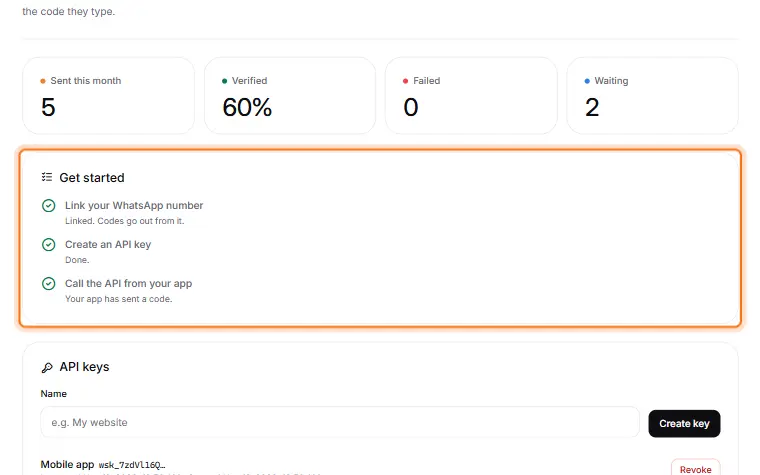 the code they type.
Sent this month
5
Verified
60%
Failed
0
Waiting
2
Get started
Link your WhatsApp number
Linked. Codes go out from it.
Create an API key
Done.
Call the API from your app
Your app has sent a code.
API keys
Name
e.g. My website
Create key
Mobile app wsk_7zdVl16Q…
Revoke